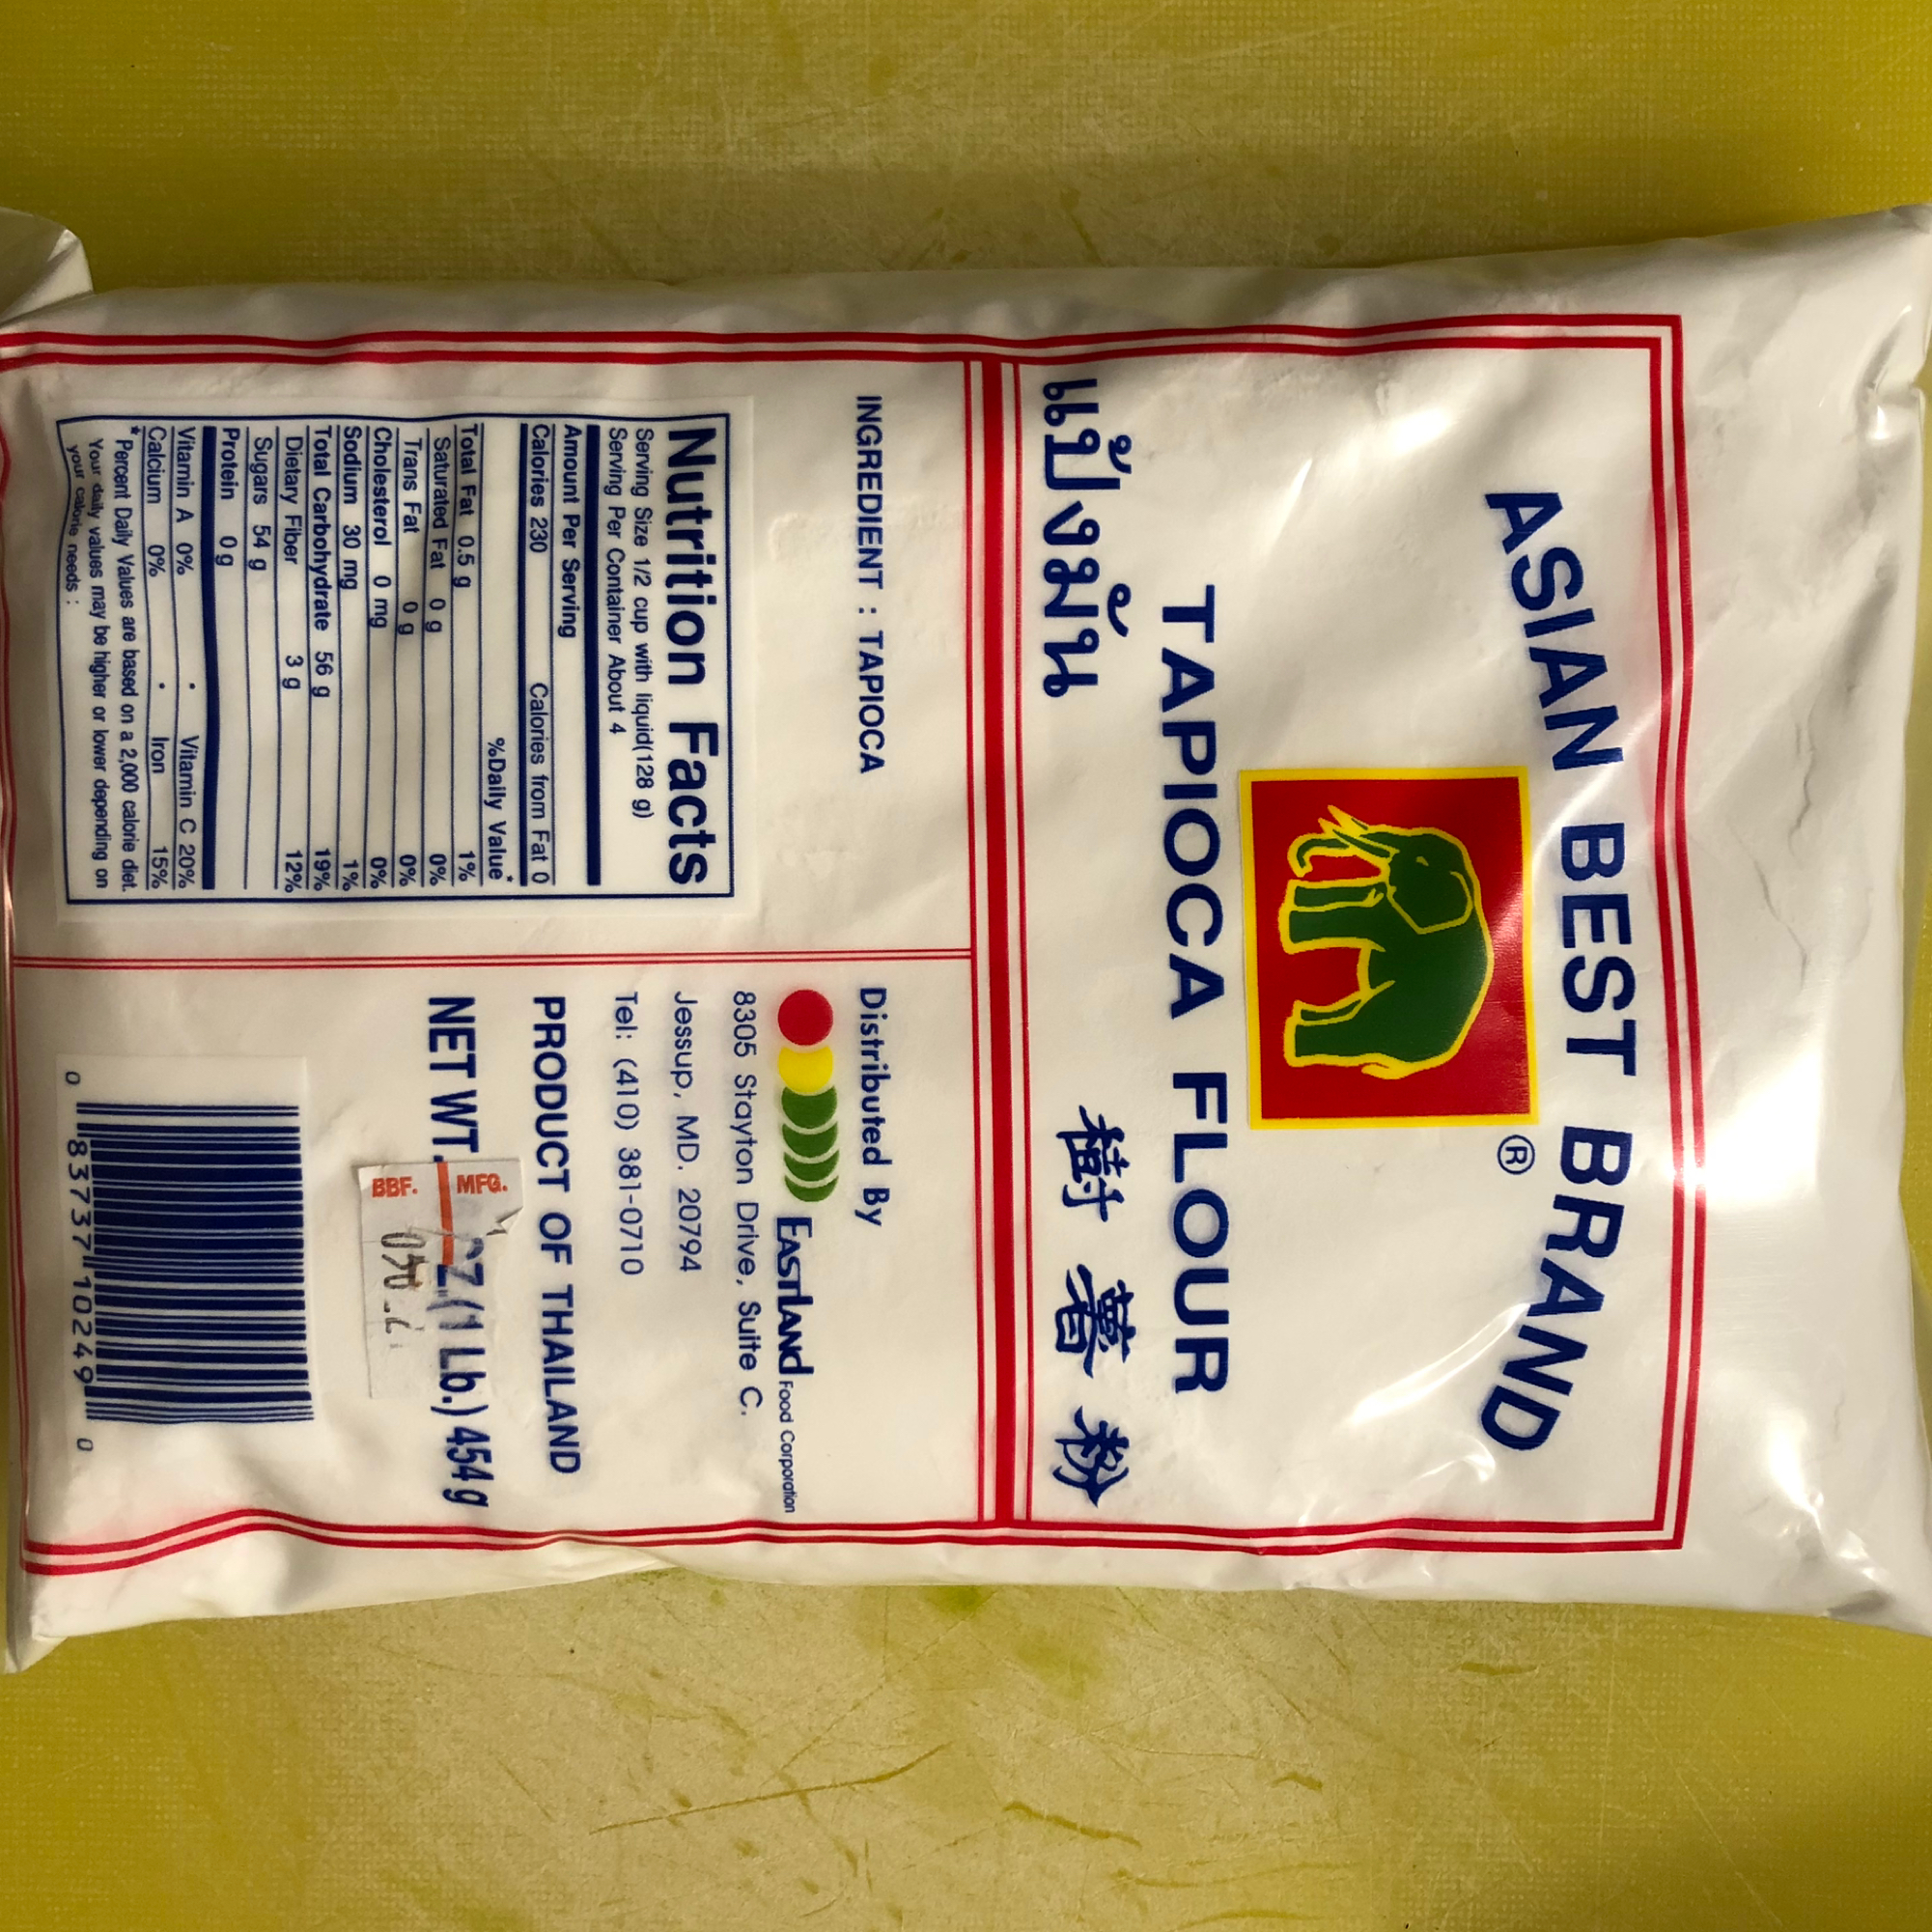 ASIAN BEST BRAND
®
TAPIOCA FLOUR
แป้งมัน
薯 粉
INGREDIENT : TAPIOCA
Nutrition Facts
Serving Size 1/2 cup with liquid(128 g)
Serving Per Container About 4
Amount Per Serving
Calories 230 Calories from Fat 0
%Daily Value*
Total Fat 0.5 g 1%
Saturated Fat 0 g 0%
Trans Fat 0 g 0%
Cholesterol 0 mg 0%
Sodium 30 mg 1%
Total Carbohydrate 56 g 19%
Dietary Fiber 3 g 12%
Sugars 54 g
Protein 0 g
Vitamin A 0% • Vitamin C 20%
Calcium 0% • Iron 15%
* Percent Daily Values are based on a 2,000 calorie diet.
Your daily values may be higher or lower depending on
your calorie needs :
Distributed By
EASTLAND Food Corporation
8305 Stayton Drive, Suite C.
Jessup, MD. 20794
Tel: (410) 381-0710
PRODUCT OF THAILAND
NET WT. OZ.(1 Lb.) 454 g
MFG.
BBF.
0 83737 10249 0